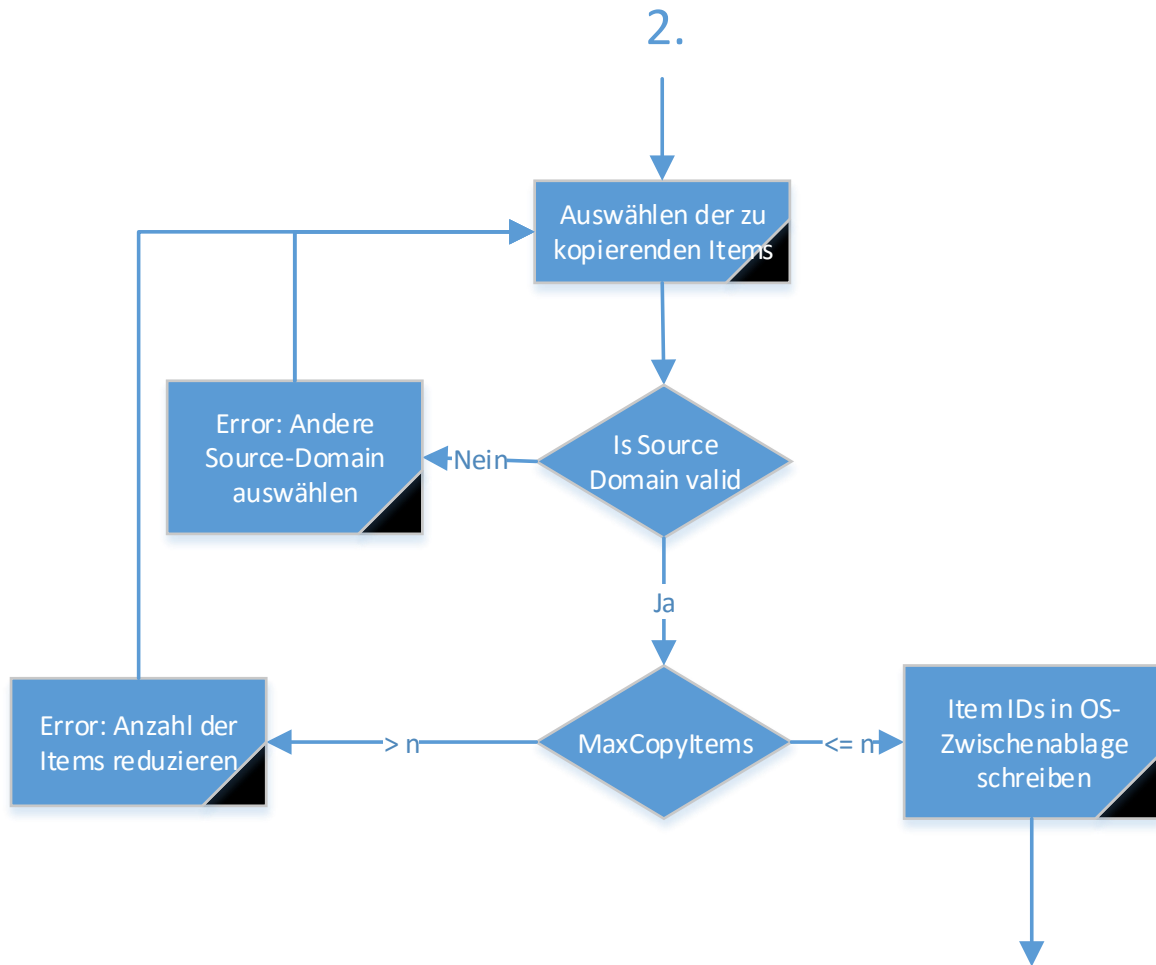 2.
Auswählen der zu
kopierenden Items
Error: Andere
Source-Domain
auswählen
Nein
Is Source
Domain valid
Ja
Error: Anzahl der
Items reduzieren
> n
MaxCopyItems
<= n
Item IDs in OS-
Zwischenablage
schreiben